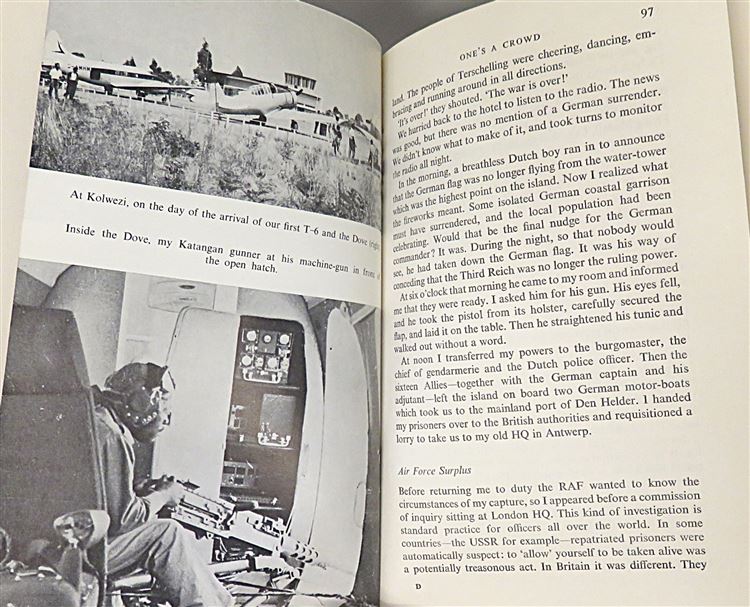 At Kolwezi, on the day of the arrival of our first T-6 and the Dove (right).
Inside the Dove, my Katangan gunner at his machine-gun in front of
the open hatch.
97
ONE'S A CROWD
land. The people of Terschelling were cheering, dancing, em-
bracing and running around in all directions.
'It's over!' they shouted. 'The war is over!'
We hurried back to the hotel to listen to the radio. The news
was good, but there was no mention of a German surrender.
We didn't know what to make of it, and took turns to monitor
the radio all night.
In the morning, a breathless Dutch boy ran in to announce
that the German flag was no longer flying from the water-tower
which was the highest point on the island. Now I realized what
the fireworks meant. Some isolated German coastal garrison
must have surrendered, and the local population had been
celebrating. Would that be the final nudge for the German
commander? It was. During the night, so that nobody would
see, he had taken down the German flag. It was his way of
conceding that the Third Reich was no longer the ruling power.
At six o'clock that morning he came to my room and informed
me that they were ready. I asked him for his gun. His eyes fell,
and he took the pistol from its holster, carefully secured the
flap, and laid it on the table. Then he straightened his tunic and
walked out without a word.
At noon I transferred my powers to the burgomaster, the
chief of gendarmerie and the Dutch police officer. Then the
sixteen Allies—together with the German captain and his
adjutant—left the island on board two German motor-boats
which took us to the mainland port of Den Helder. I handed
my prisoners over to the British authorities and requisitioned a
lorry to take us to my old HQ in Antwerp.
Air Force Surplus
Before returning me to duty the RAF wanted to know the
circumstances of my capture, so I appeared before a commission
of inquiry sitting at London HQ. This kind of investigation is
standard practice for officers all over the world. In some
countries—the USSR for example—repatriated prisoners were
automatically suspect: to 'allow' yourself to be taken alive was
a potentially treasonous act. In Britain it was different. They
D